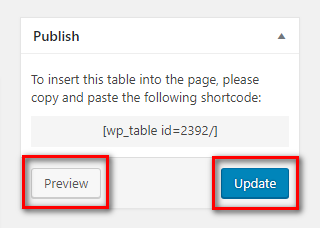 Publish
To insert this table into the page, please
copy and paste the following shortcode:
[wp_table id=2392/]
Preview Update